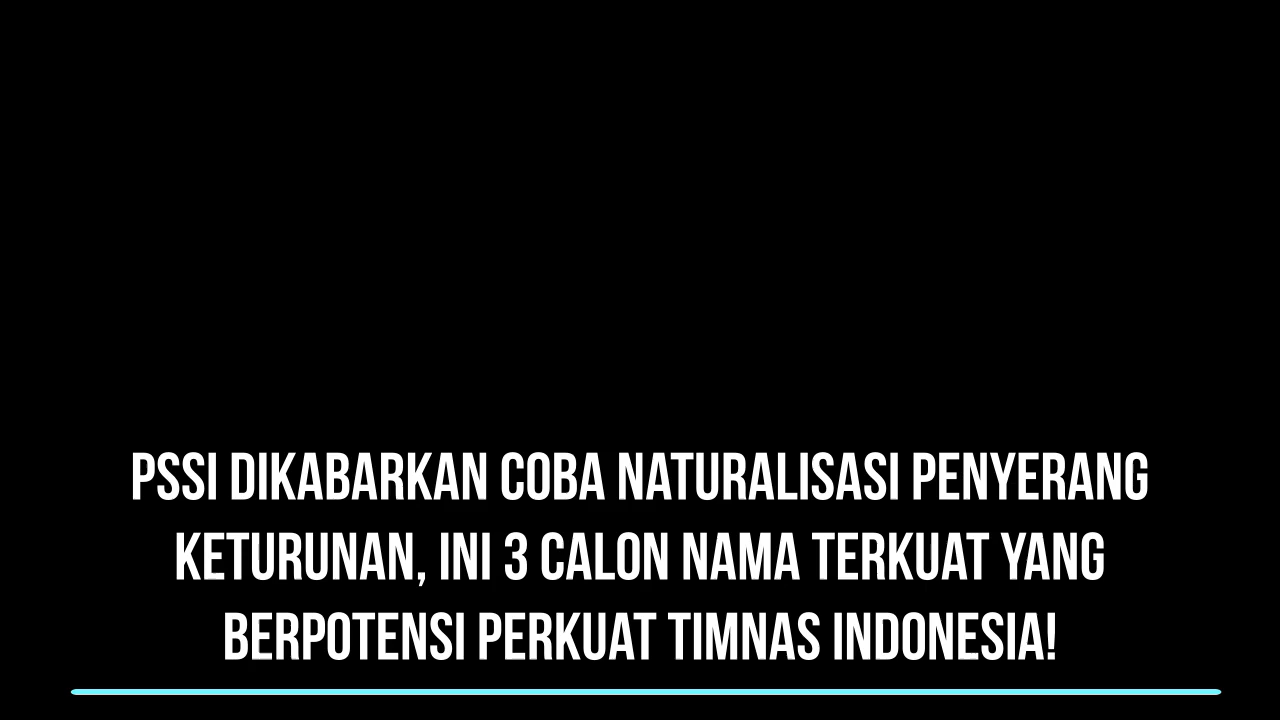 PSSI DIKABARKAN COBA NATURALISASI PENYERANG
KETURUNAN, INI 3 CALON NAMA TERKUAT YANG
BERPOTENSI PERKUAT TIMNAS INDONESIA!